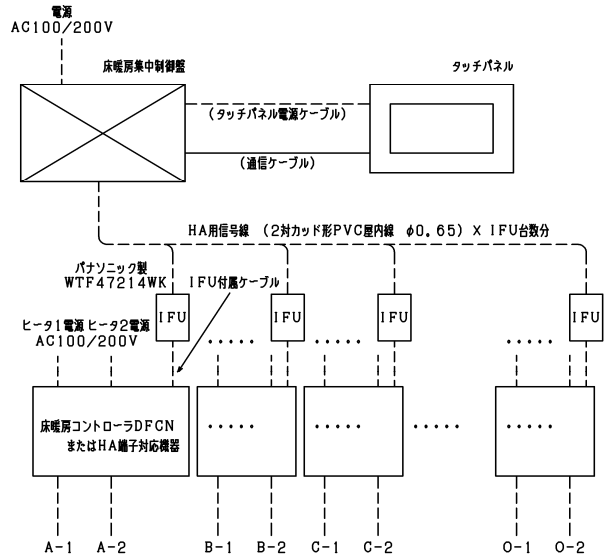 電源
AC100/200V
床暖房集中制御盤
タッチパネル
(タッチパネル電源ケーブル)
(通信ケーブル)
HA用信号線 (2対カッド形PVC屋内線 φ0.65) X IFU台数分
パナソニック製
WTF47214WK
IFU付属ケーブル
IFU
IFU
IFU
IFU
ヒータ1電源 ヒータ2電源
AC100/200V
床暖房コントローラDFCN
またはHA端子対応機器
A-1 A-2 B-1 B-2 C-1 C-2 O-1 O-2